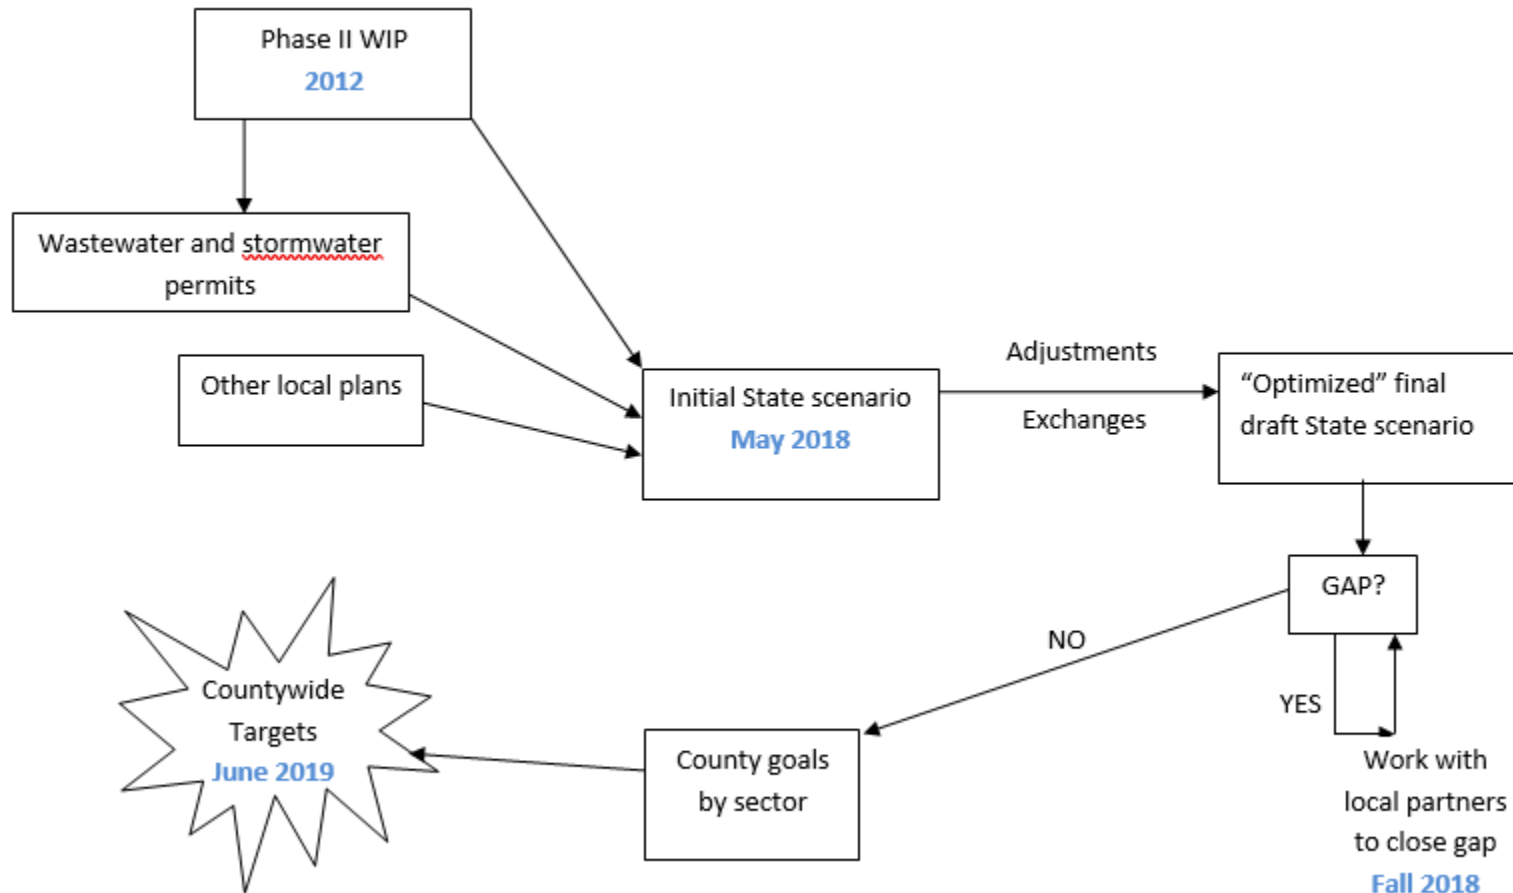 Phase II WIP
2012
Wastewater and stormwater
permits
Other local plans
Initial State scenario
May 2018
Adjustments
Exchanges
“Optimized” final
draft State scenario
GAP?
NO
YES
Work with
local partners
to close gap
Fall 2018
County goals
by sector
Countywide
Targets
June 2019